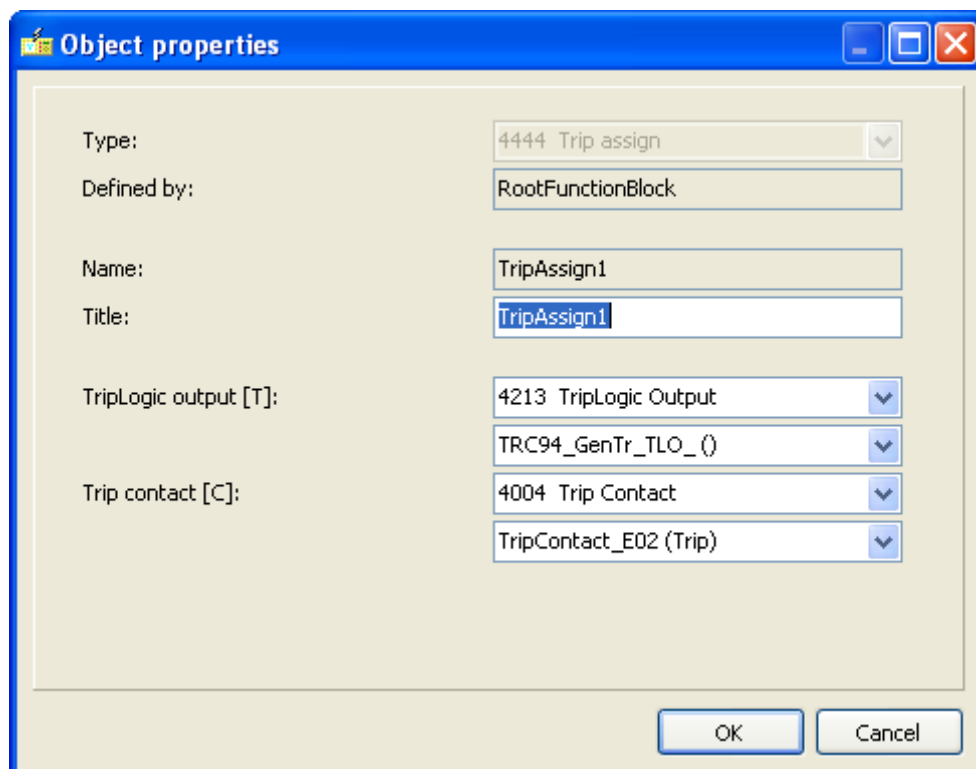 Object properties
Type: 4444 Trip assign
Defined by: RootFunctionBlock
Name: TripAssign1
Title: TripAssign1
TripLogic output [T]: 4213 TripLogic Output
TRC94_GenTr_TLO_ ()
Trip contact [C]: 4004 Trip Contact
TripContact_E02 (Trip)
OK Cancel